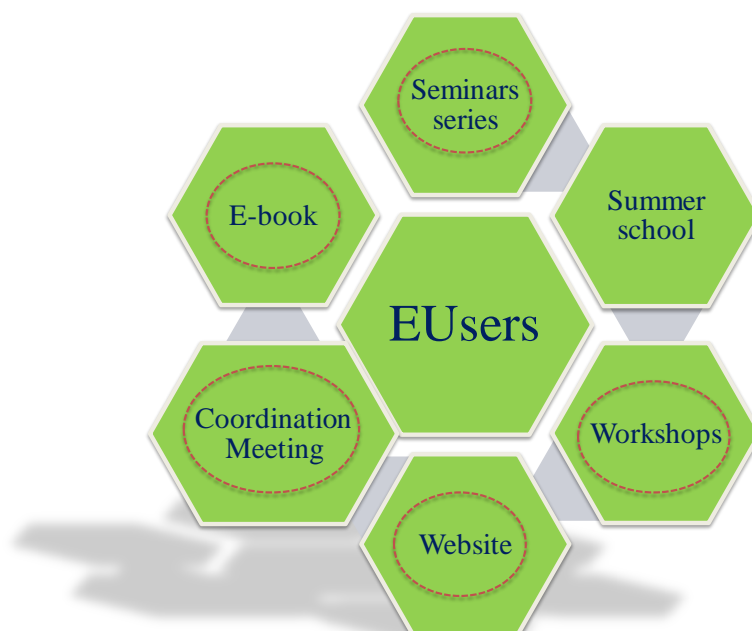 Seminars
series
E-book
Summer
school
EUsers
Coordination
Meeting
Workshops
Website